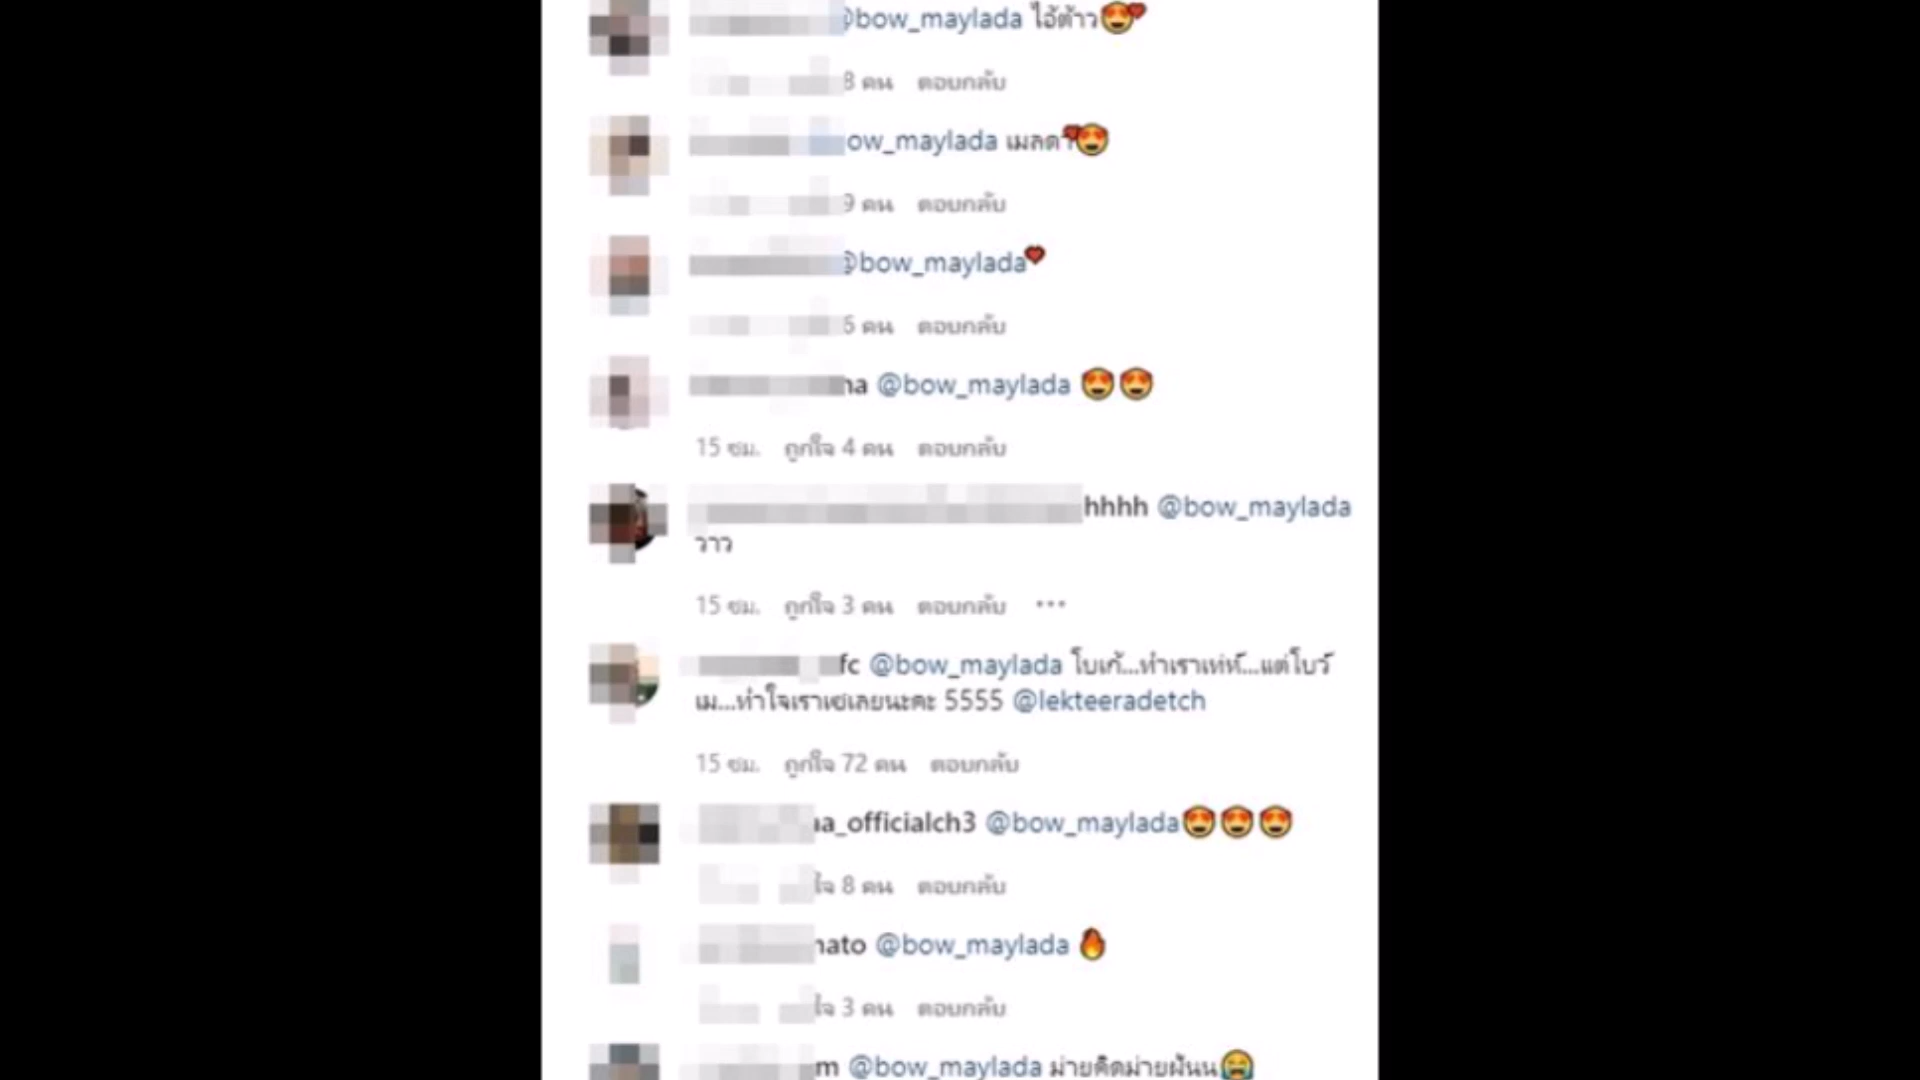 @bow_maylada ไอ้ต้าว😍❤
8 คน ตอบกลับ
bow_maylada เมลดา❤😍
9 คน ตอบกลับ
@bow_maylada❤
6 คน ตอบกลับ
na @bow_maylada 😍😍
15 ชม. ถูกใจ 4 คน ตอบกลับ
hhhh @bow_maylada
วาว
15 ชม. ถูกใจ 3 คน ตอบกลับ ...
fc @bow_maylada โบเก้...ทำเราเท่ห์...แต่โบว์
เม...ทำใจเราเซเลยนะคะ 5555 @lekteeradetch
15 ชม. ถูกใจ 72 คน ตอบกลับ
a_officialch3 @bow_maylada😍😍😍
ใจ 8 คน ตอบกลับ
nato @bow_maylada 🔥
ใจ 3 คน ตอบกลับ
m @bow_maylada ม่ายคิดม่ายฝันน😭